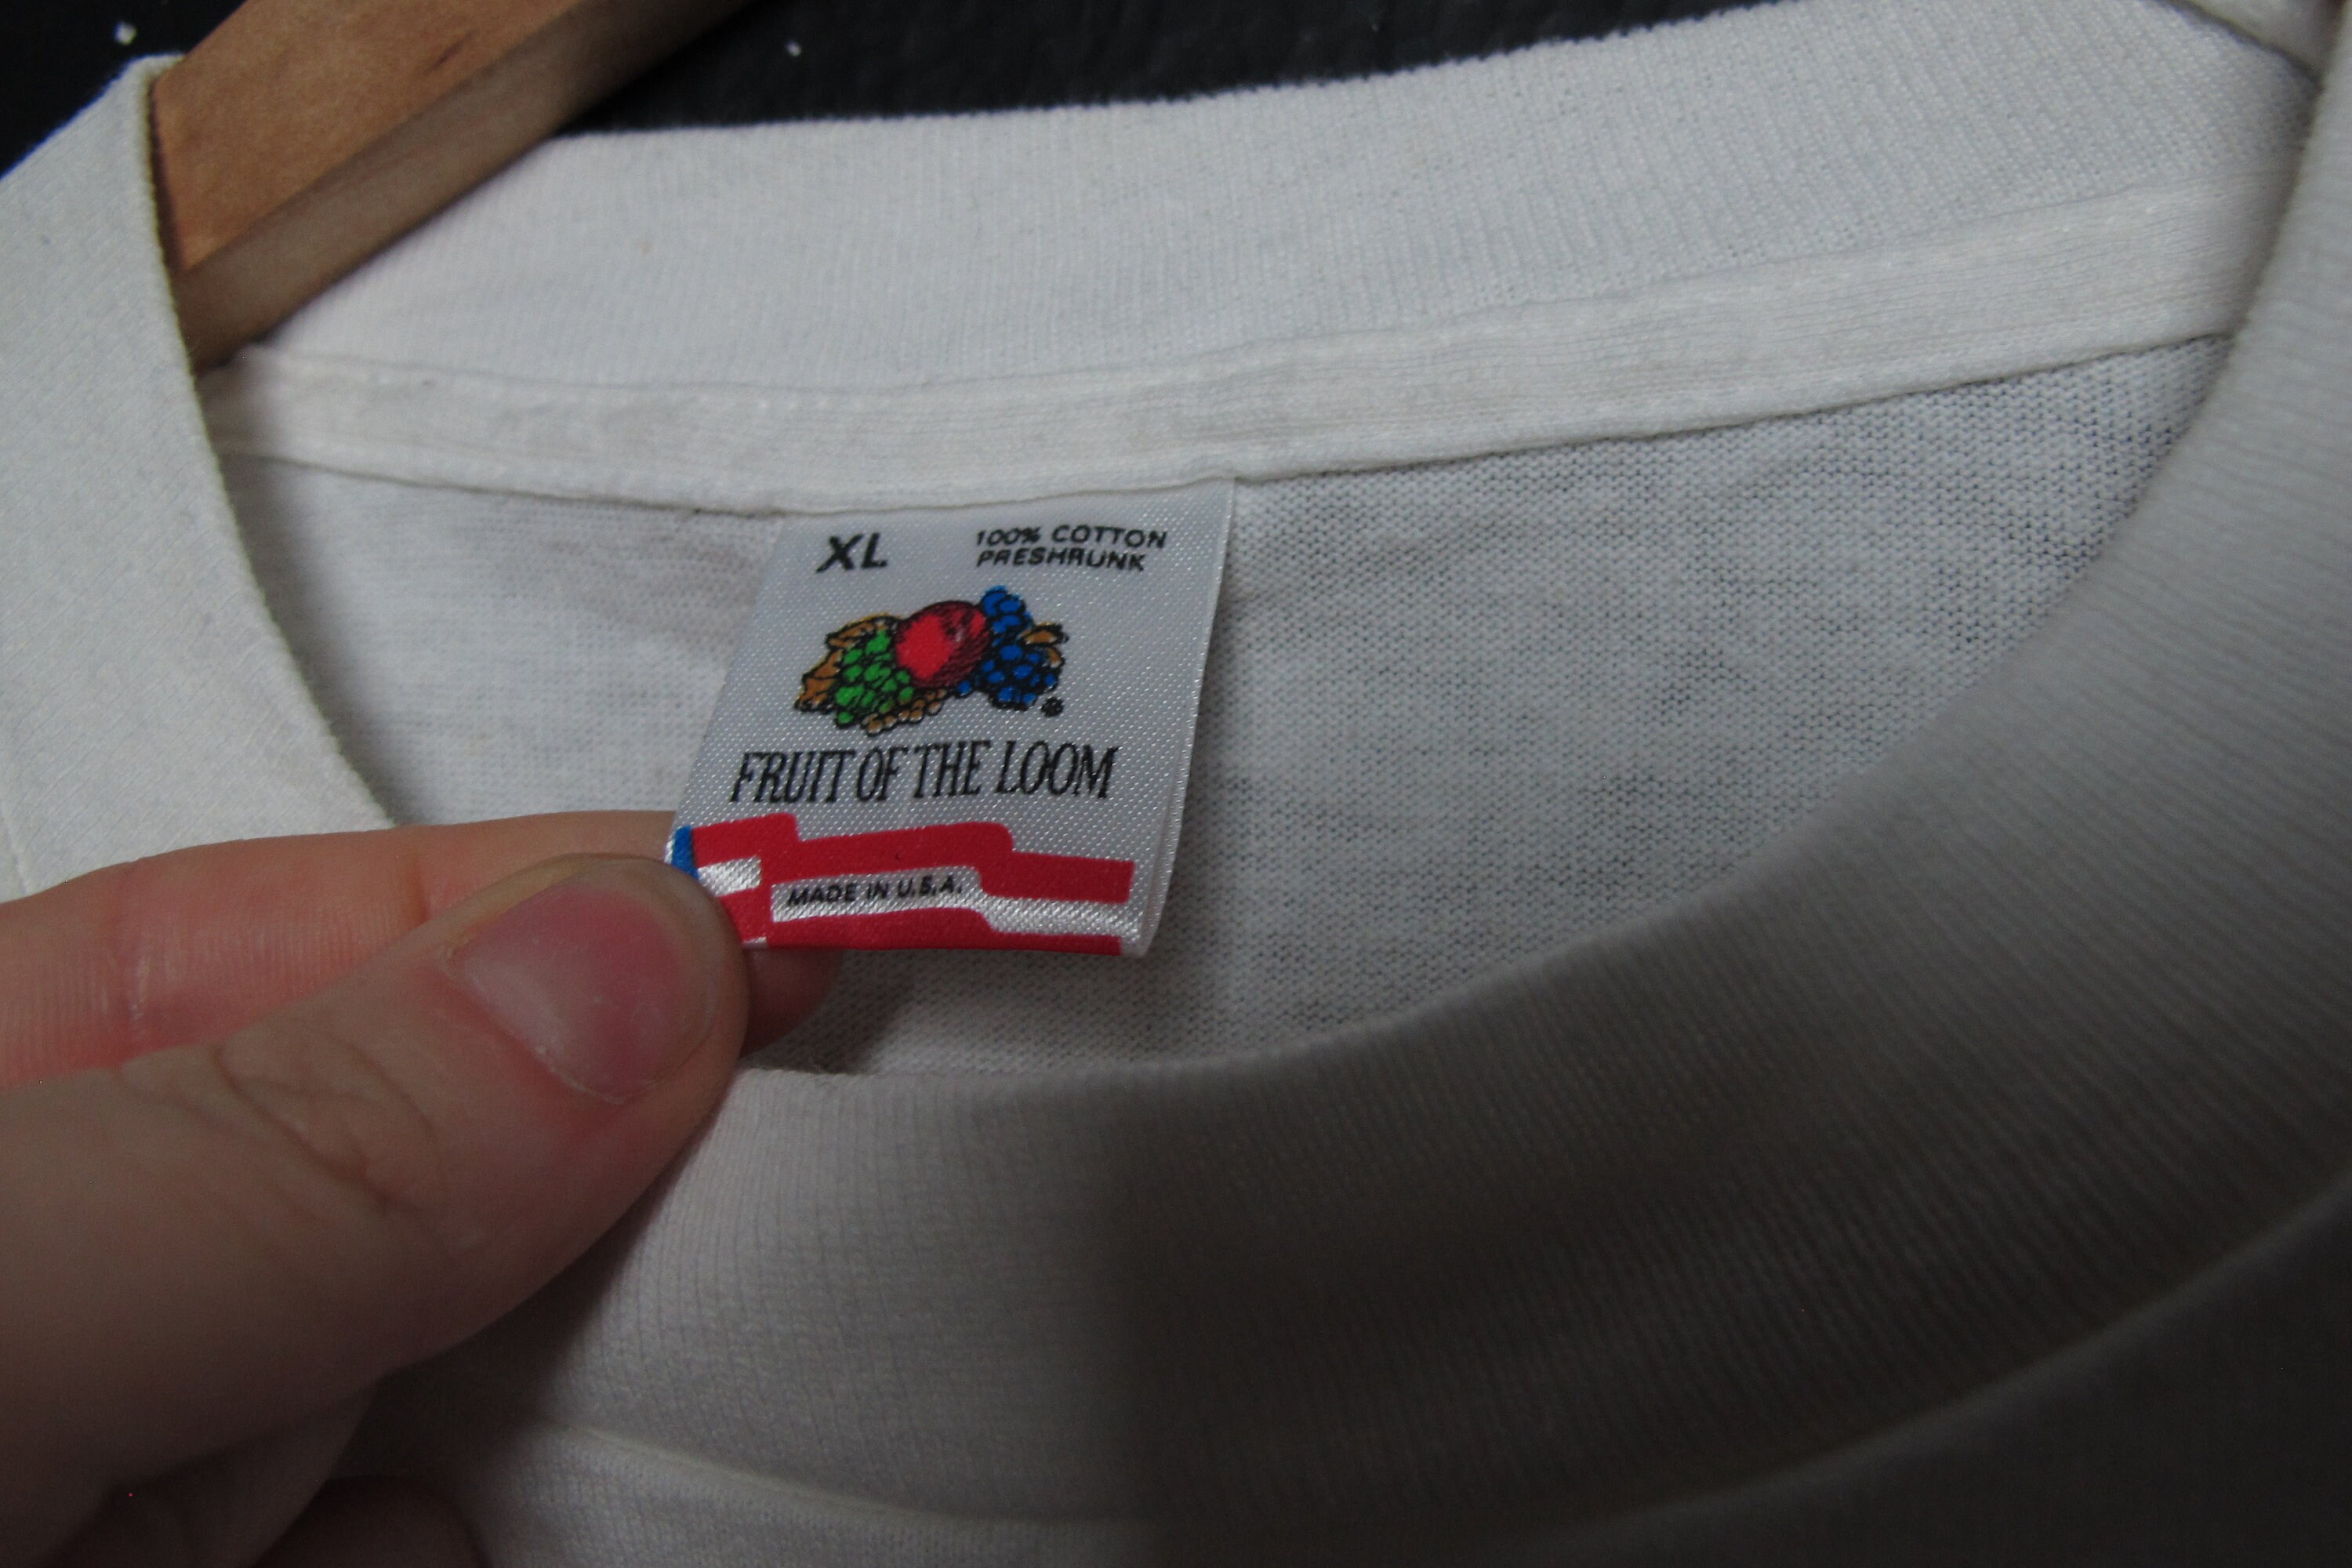 XL
100% COTTON
PRESHRUNK
FRUIT OF THE LOOM
MADE IN U.S.A.